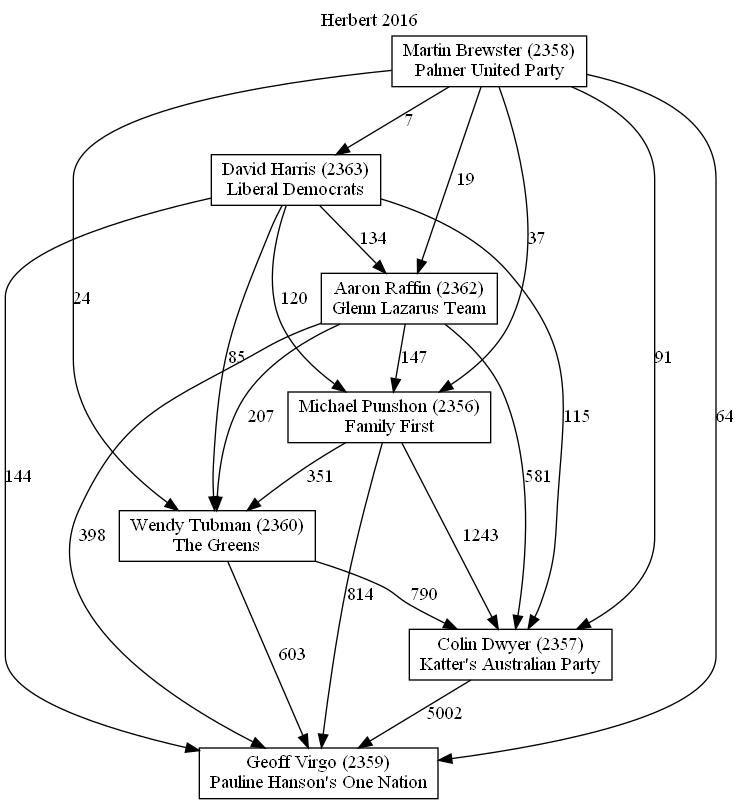 Herbert 2016
Martin Brewster (2358)
Palmer United Party
7
David Harris (2363)
Liberal Democrats
19
37
134
Aaron Raffin (2362)
Glenn Lazarus Team
24
120
85
147
91
Michael Punshon (2356)
Family First
207
115
64
144
351
581
Wendy Tubman (2360)
The Greens
398
1243
814
790
Colin Dwyer (2357)
Katter's Australian Party
603
5002
Geoff Virgo (2359)
Pauline Hanson's One Nation